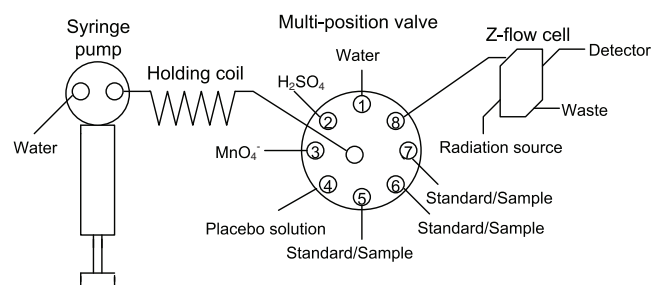 Syringe
pump
Water
Holding coil
Multi-position valve
Water
H₂SO₄
MnO₄⁻
Placebo solution
Standard/Sample
Standard/Sample
Standard/Sample
1
2
3
4
5
6
7
8
Z-flow cell
Detector
Waste
Radiation source